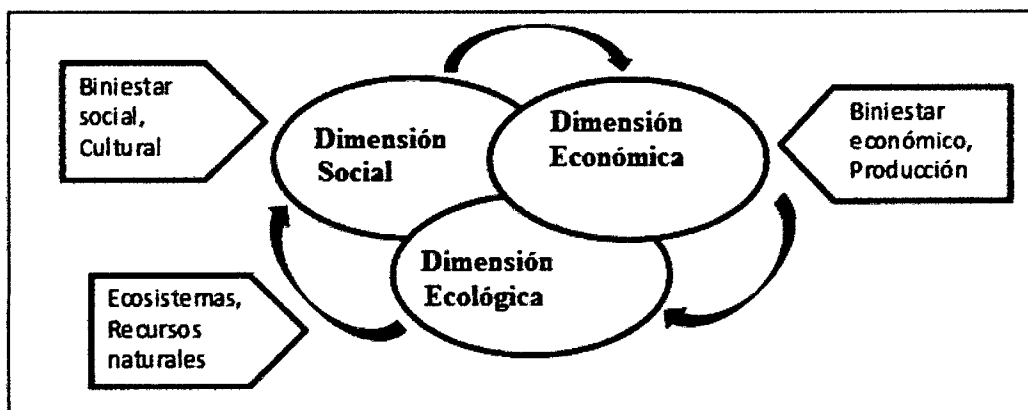 Biniestar
social,
Cultural
Dimensión
Social
Dimensión
Económica
Biniestar
económico,
Producción
Dimensión
Ecológica
Ecosistemas,
Recursos
naturales